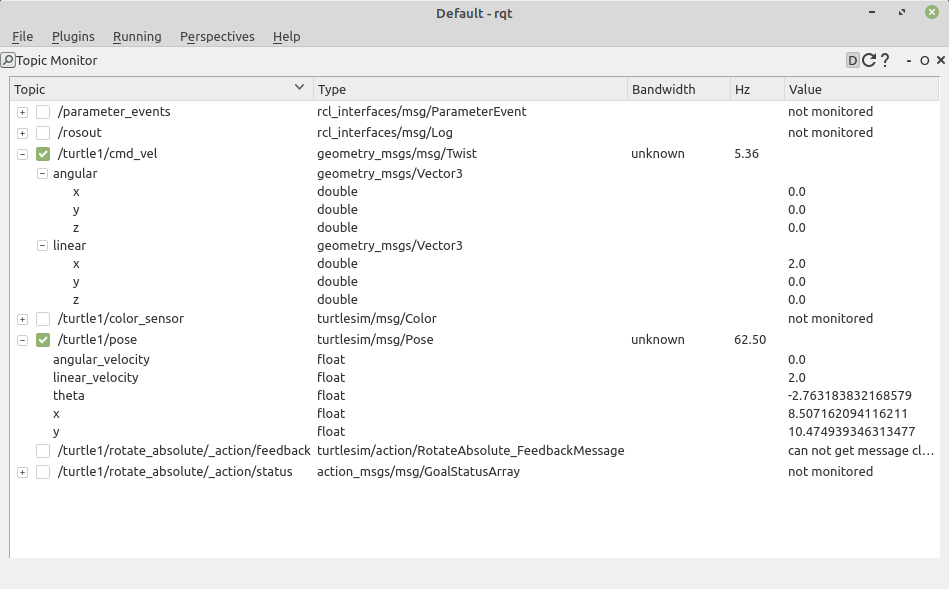 Default - rqt
File Plugins Running Perspectives Help
Topic Monitor D ? - O ×
Topic Type Bandwidth Hz Value
/parameter_events rcl_interfaces/msg/ParameterEvent not monitored
/rosout rcl_interfaces/msg/Log not monitored
/turtle1/cmd_vel geometry_msgs/msg/Twist unknown 5.36
angular geometry_msgs/Vector3
x double 0.0
y double 0.0
z double 0.0
linear geometry_msgs/Vector3
x double 2.0
y double 0.0
z double 0.0
/turtle1/color_sensor turtlesim/msg/Color not monitored
/turtle1/pose turtlesim/msg/Pose unknown 62.50
angular_velocity float 0.0
linear_velocity float 2.0
theta float -2.763183832168579
x float 8.507162094116211
y float 10.474939346313477
/turtle1/rotate_absolute/_action/feedback turtlesim/action/RotateAbsolute_FeedbackMessage can not get message cl...
/turtle1/rotate_absolute/_action/status action_msgs/msg/GoalStatusArray not monitored